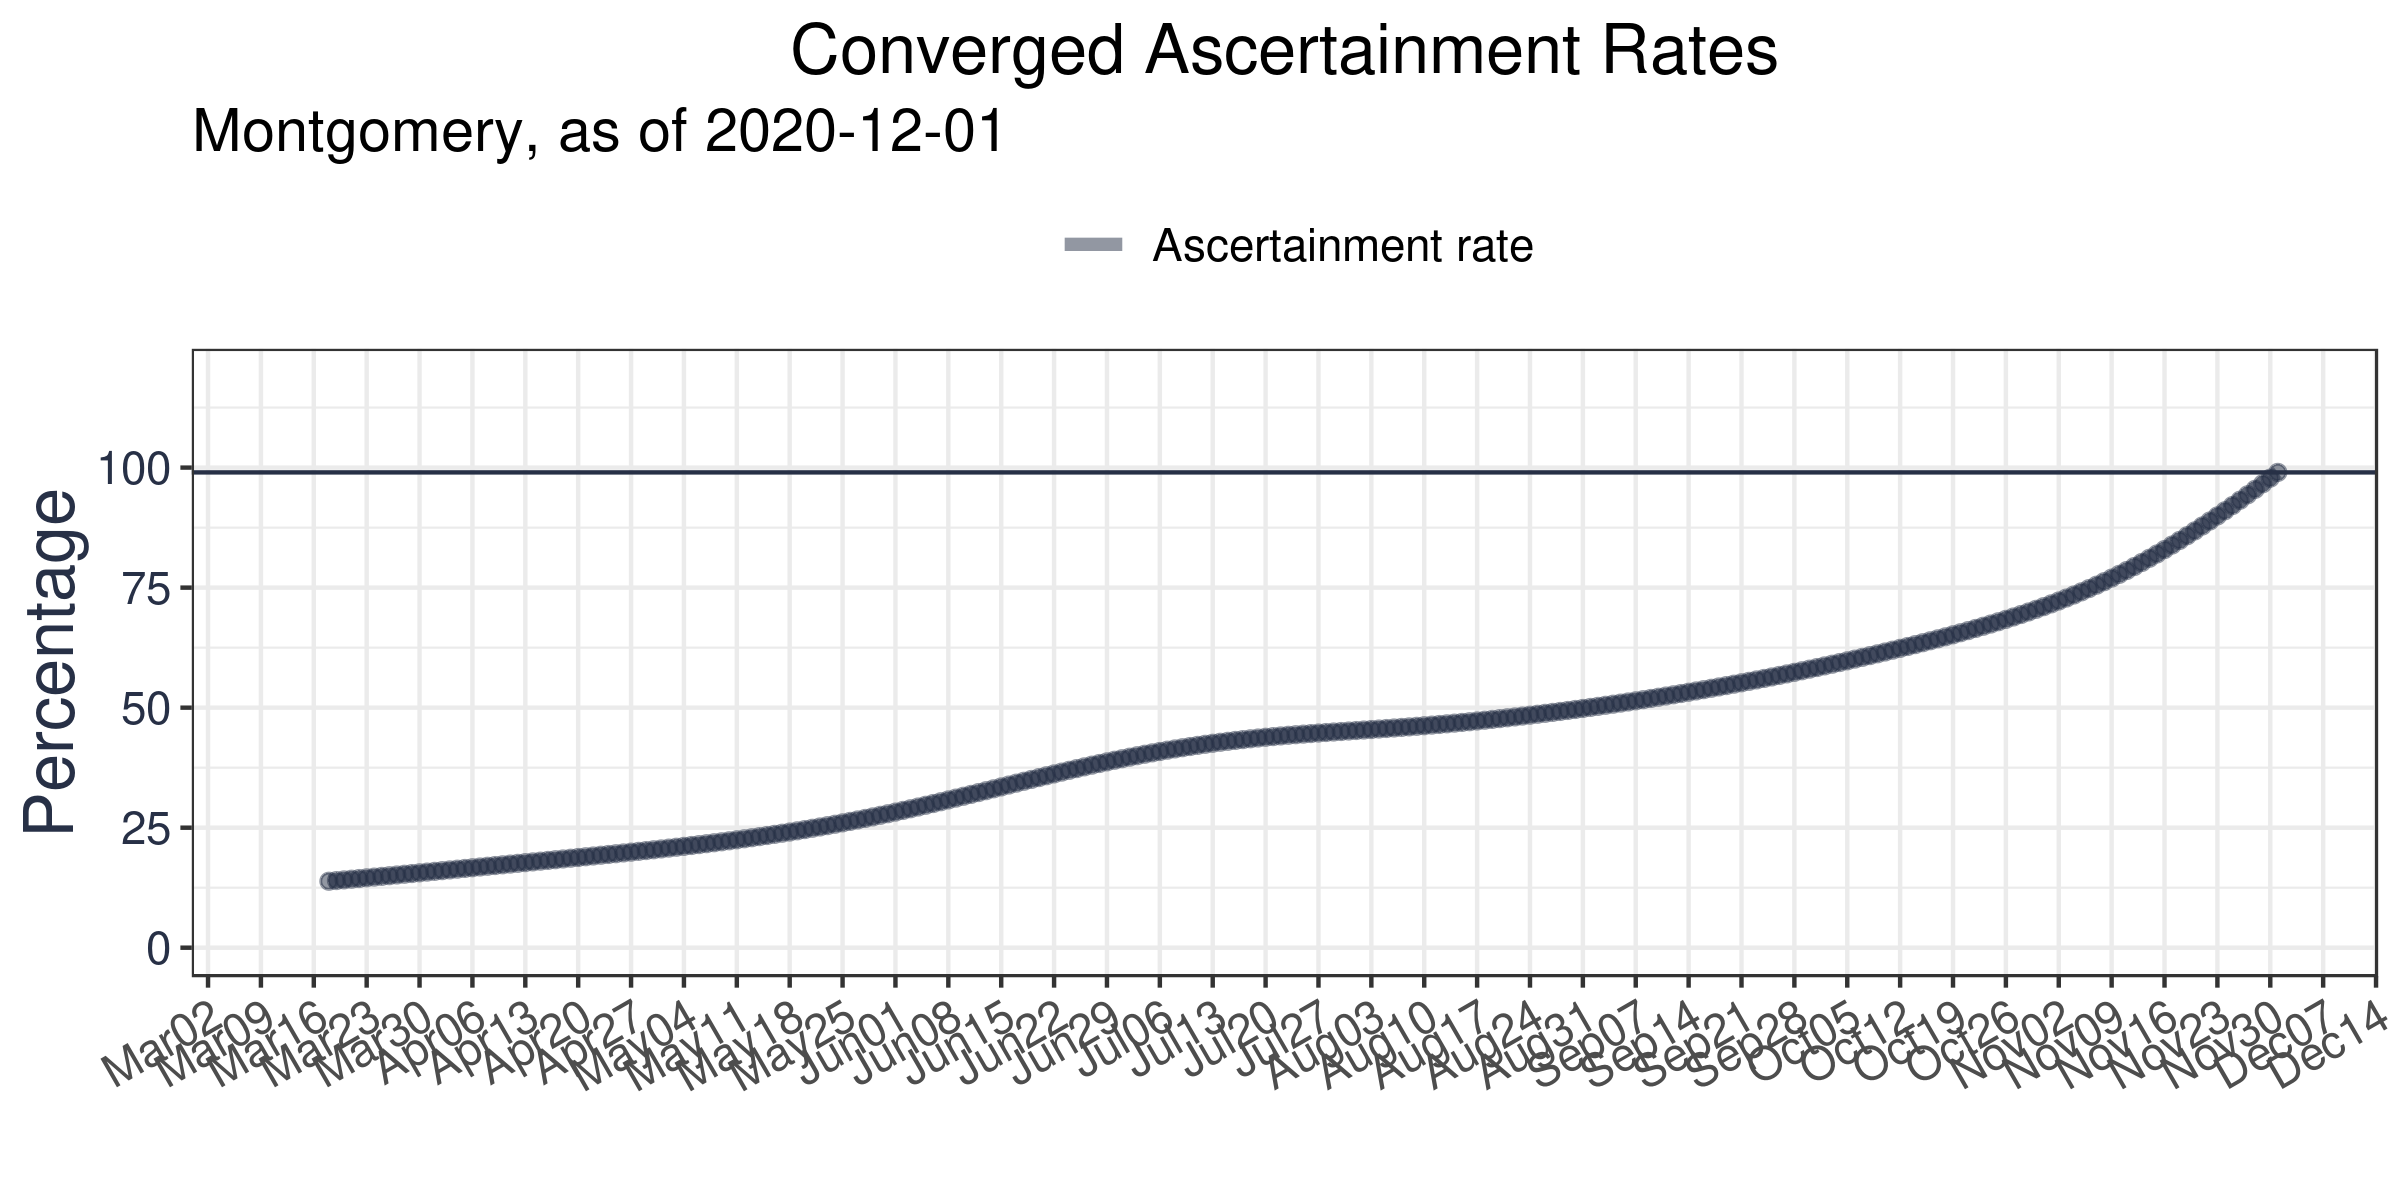 Converged Ascertainment Rates
Montgomery, as of 2020-12-01
Ascertainment rate
Percentage
100
75
50
25
0
Mar02
Mar09
Mar16
Mar23
Mar30
Apr06
Apr13
Apr20
Apr27
May04
May11
May18
May25
Jun01
Jun08
Jun15
Jun22
Jun29
Jul06
Jul13
Jul20
Jul27
Aug03
Aug10
Aug17
Aug24
Aug31
Sep07
Sep14
Sep21
Sep28
Oct05
Oct12
Oct19
Oct26
Nov02
Nov09
Nov16
Nov23
Nov30
Dec07
Dec14